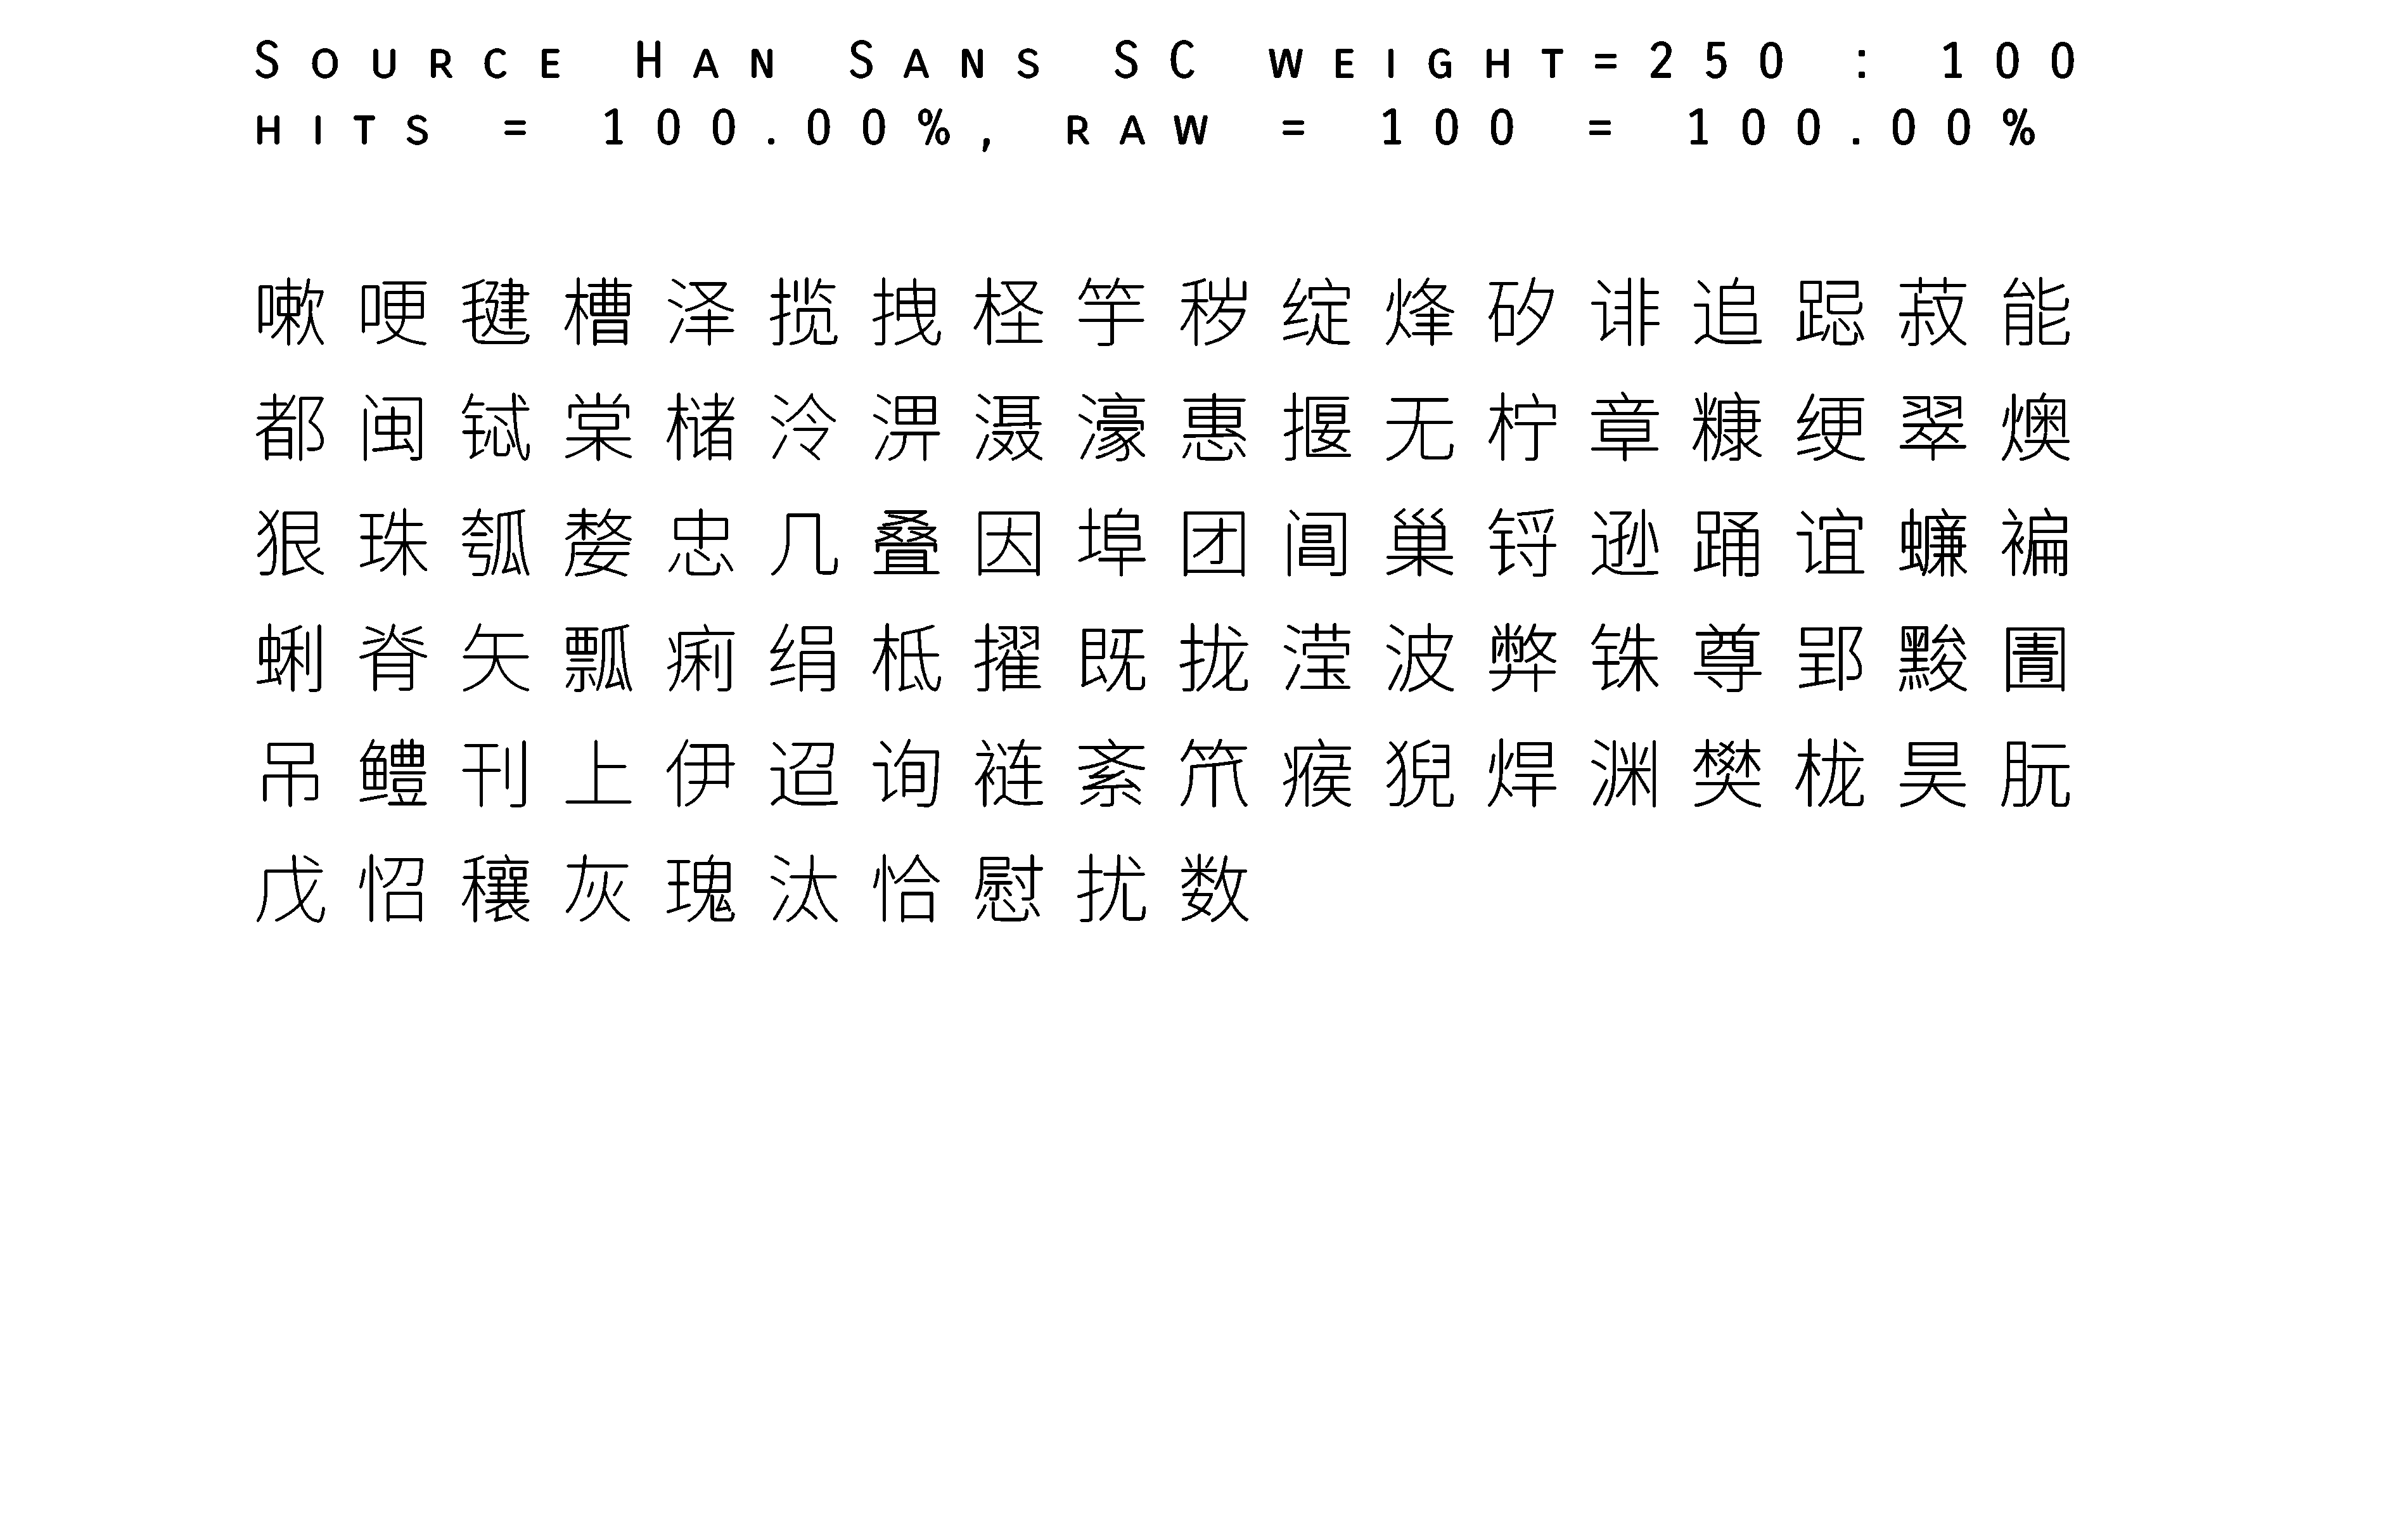 Source Han Sans SC weight=250 : 100
hits = 100.00%, raw = 100 = 100.00%
嗽哽毽槽泽揽拽柽竽秽绽烽矽诽追跽菽能
都闽铽棠槠泠淠滠濠惠揠无柠章糠绠翠燠
狠珠瓠嫠忠几叠因埠团阊巢锊逊踊谊蠊褊
蜊脊矢瓢痢绢柢擢既拢滢波弊铢尊郢黢圊
吊鳢刊上伊迢询裢紊笊瘊猊焊渊樊栊昊朊
戊怊穰灰瑰汰恰慰扰数